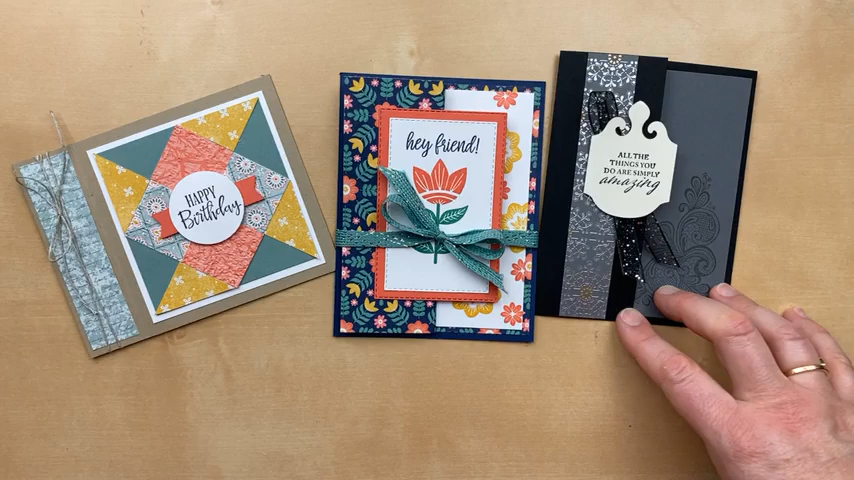 HAPPY
Birthday
hey friend!
ALL THE
THINGS YOU
DO ARE SIMPLY
amazing